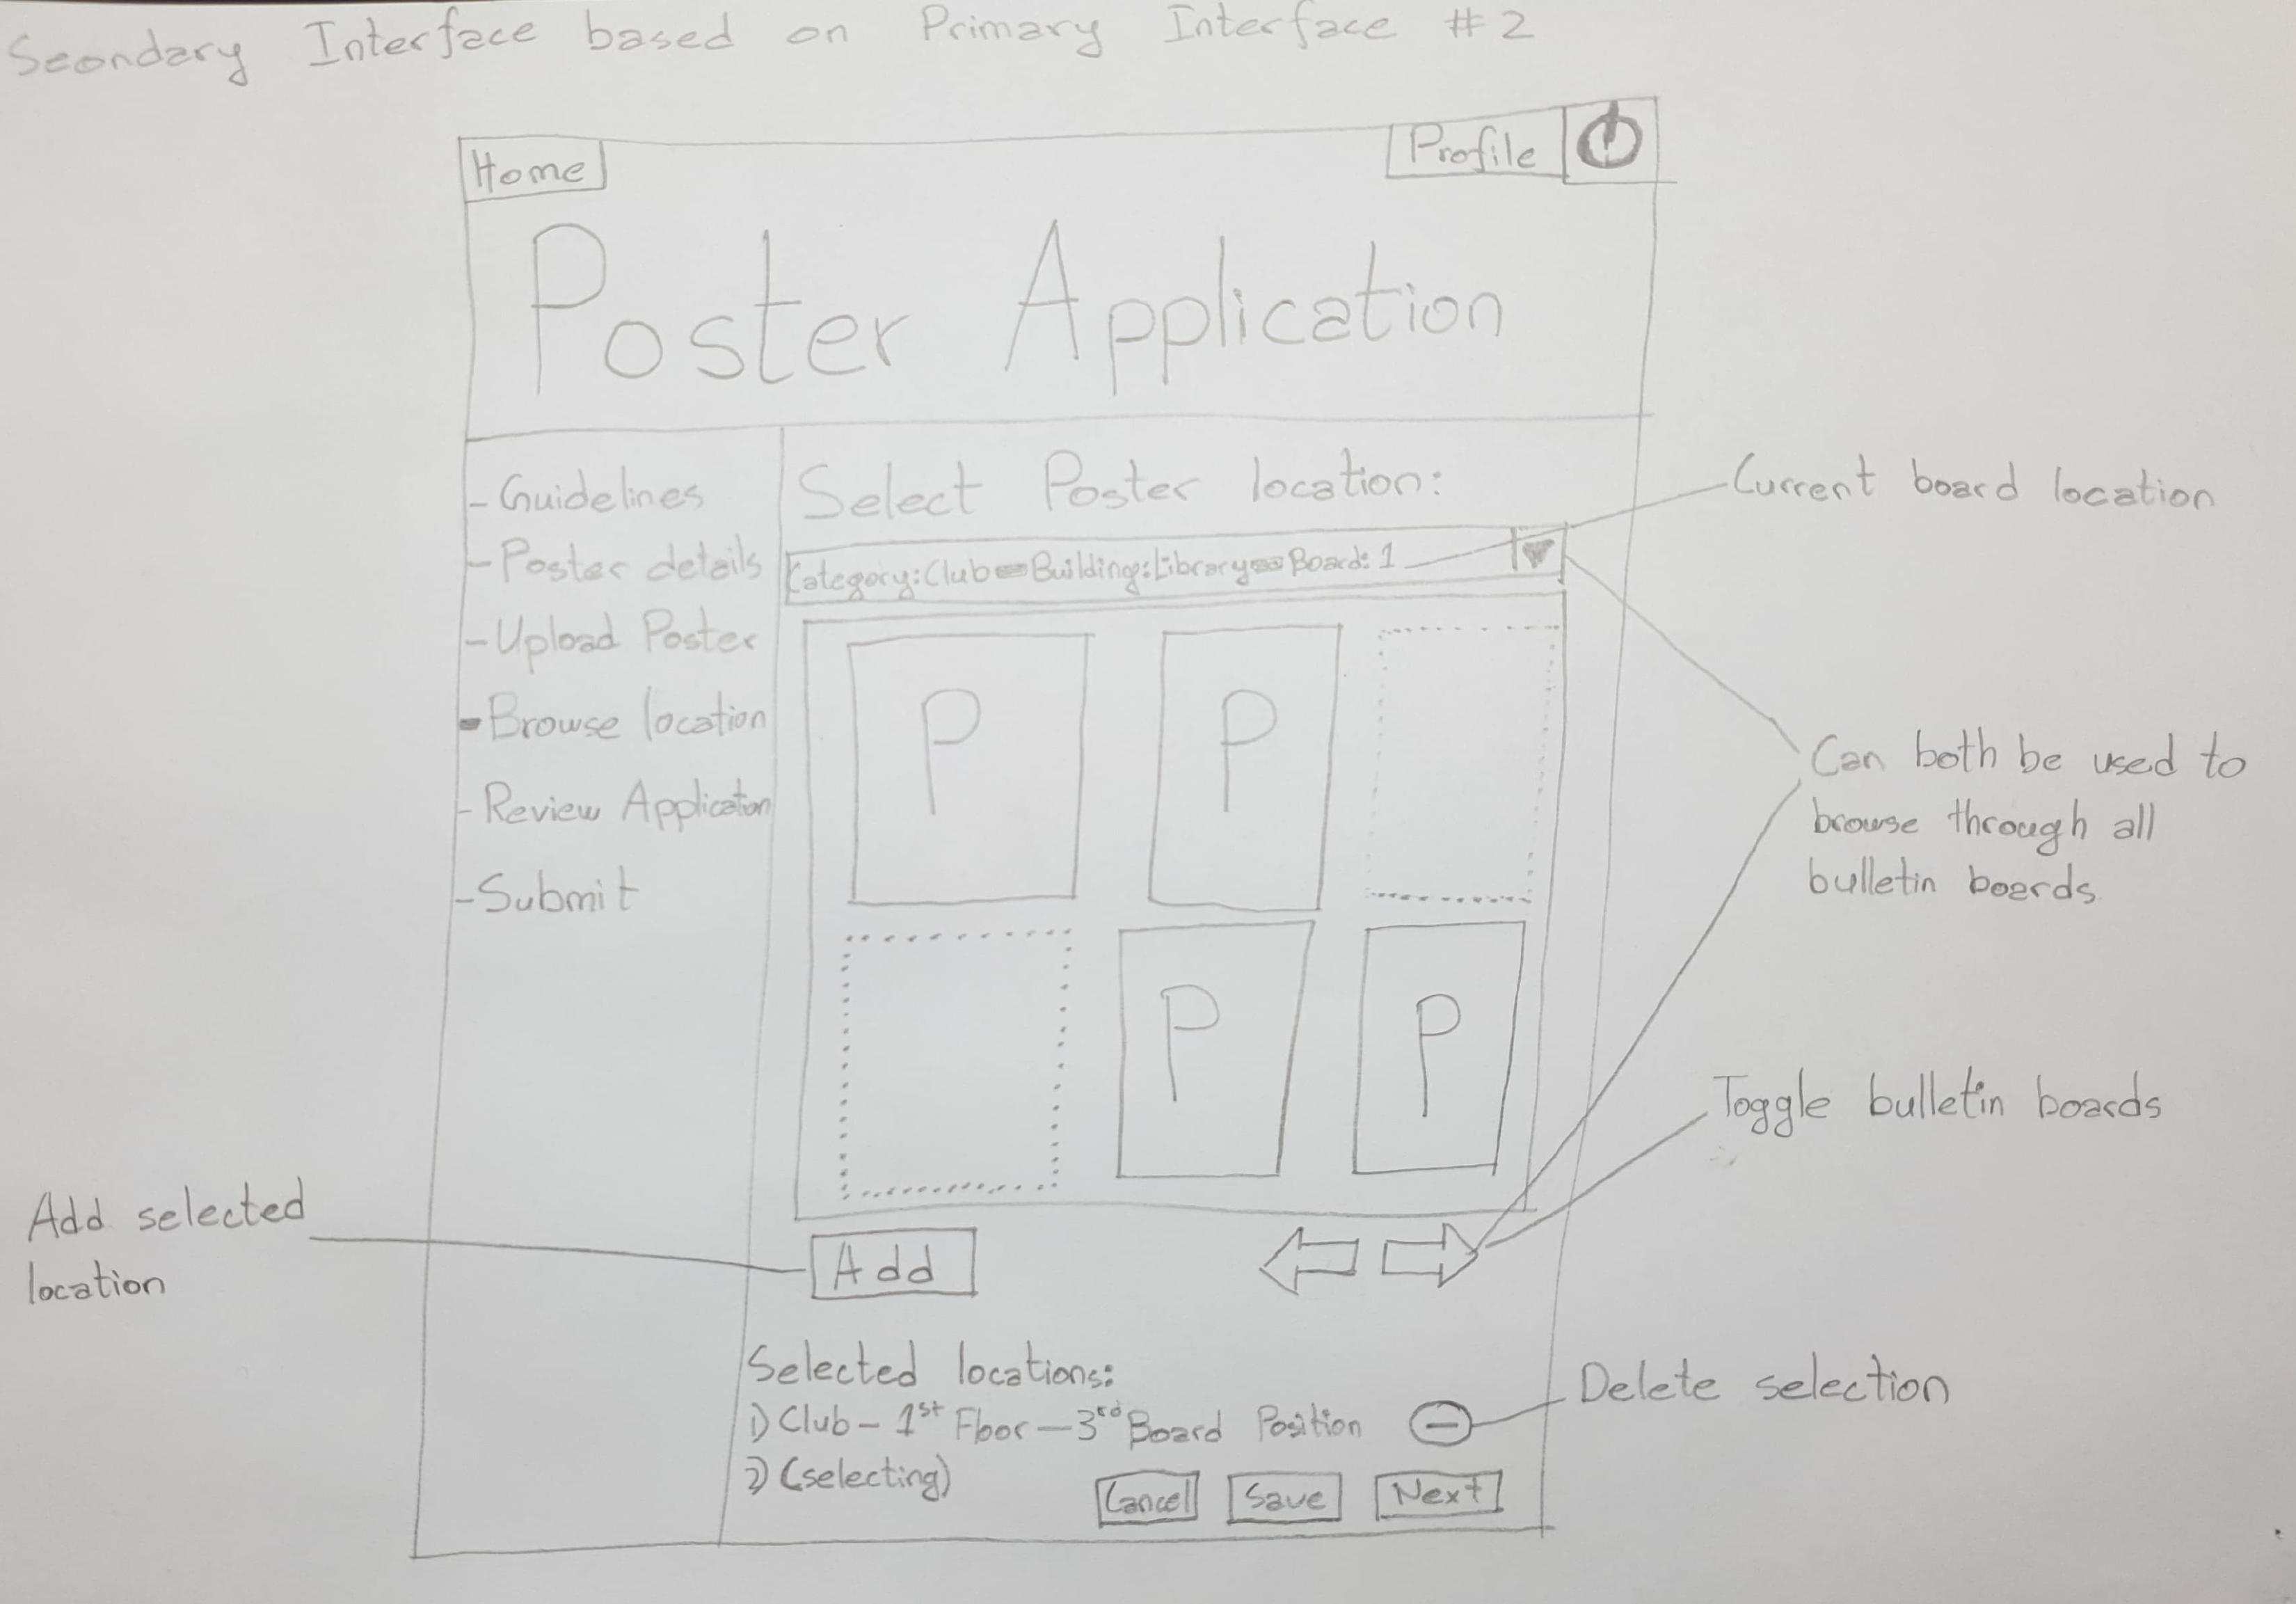 Secondary Interface based on Primary Interface #2
Home
Profile
Poster Application
- Guidelines
- Poster details
- Upload Poster
- Browse location
- Review Application
- Submit
Select Poster location:
Category:Club - Building:Library - Board:1
P
P
P
P
Add
Selected locations:
1) Club - 1st Floor - 3rd Board Position
2) (selecting)
Cancel
Save
Next
Current board location
Can both be used to
browse through all
bulletin boards
Toggle bulletin boards
Delete selection
Add selected
location